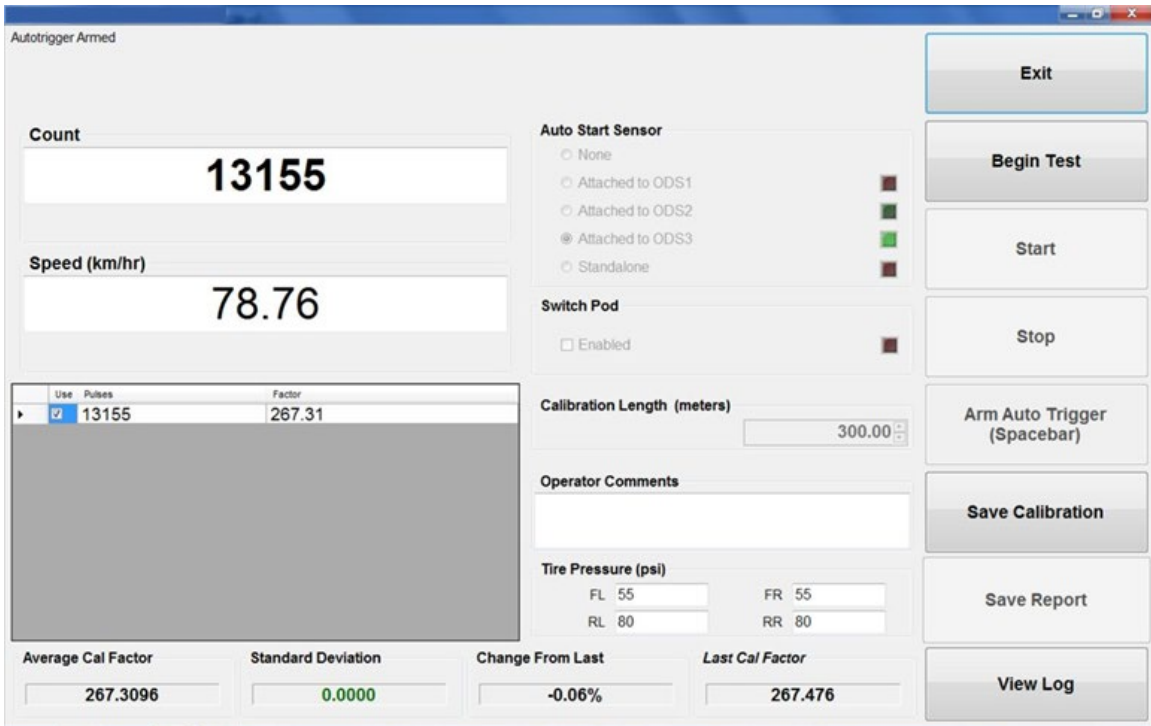 Autotrigger Armed
Exit
Count
13155
Auto Start Sensor
None
Attached to ODS1
Attached to ODS2
Attached to ODS3
Standalone
Begin Test
Start
Speed (km/hr)
78.76
Switch Pod
Enabled
Stop
Use Pulses Factor
13155 267.31
Calibration Length (meters)
300.00
Arm Auto Trigger
(Spacebar)
Operator Comments
Save Calibration
Tire Pressure (psi)
FL 55 FR 55
RL 80 RR 80
Save Report
Average Cal Factor
267.3096
Standard Deviation
0.0000
Change From Last
-0.06%
Last Cal Factor
267.476
View Log